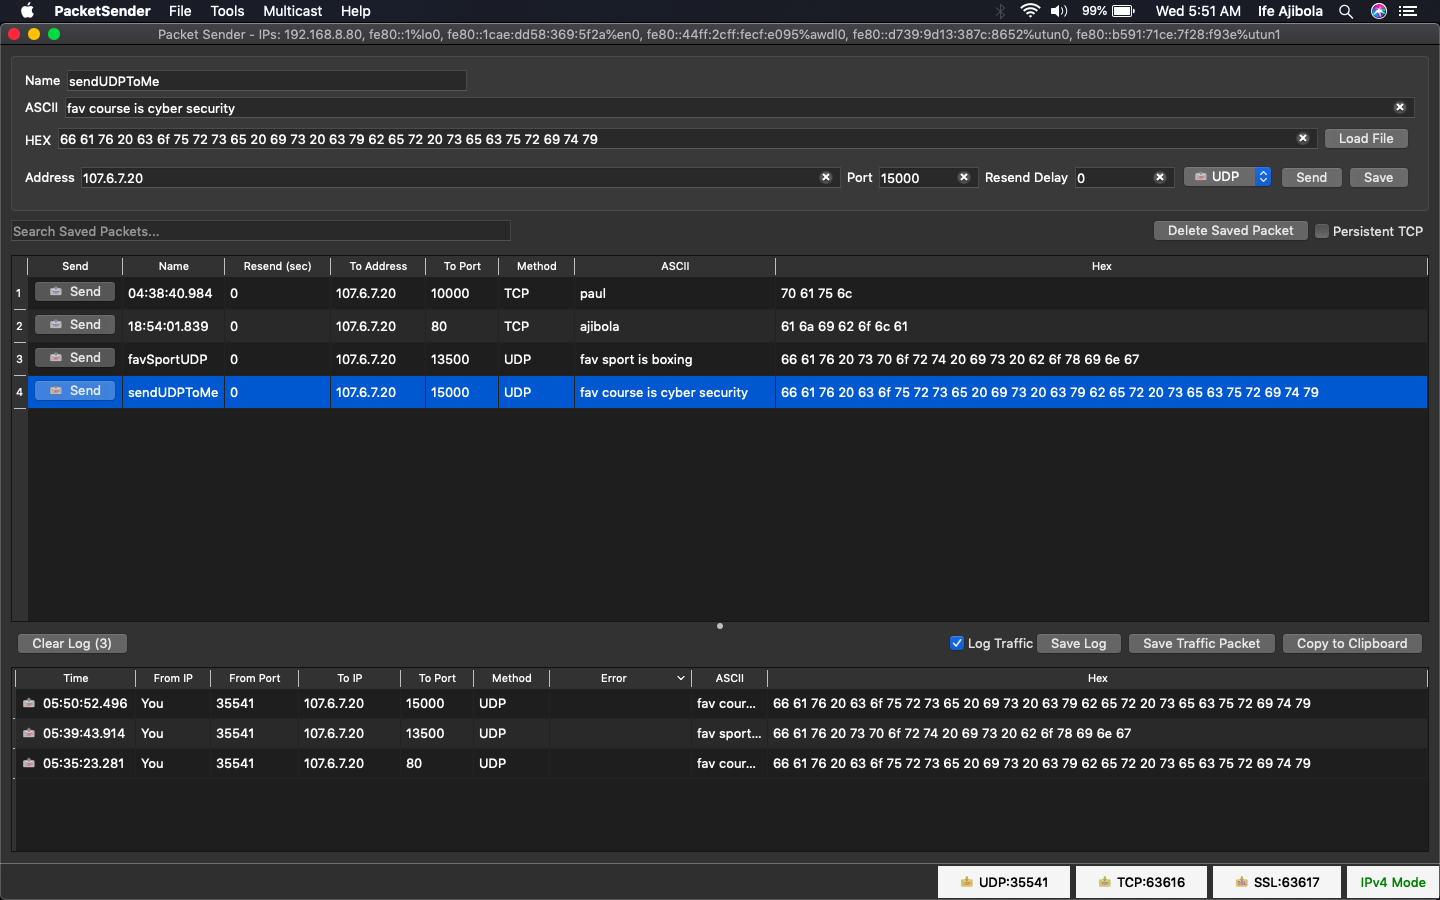 PacketSender File Tools Multicast Help 99% Wed 5:51 AM Ife Ajibola
Packet Sender - IPs: 192.168.8.80, fe80::1%lo0, fe80::1cae:dd58:369:5f2a%en0, fe80::44ff:2cff:fecf:e095%awdl0, fe80::d739:9d13:387c:8652%utun0, fe80::b591:71ce:7f28:f93e%utun1
Name sendUDPToMe
ASCII fav course is cyber security
HEX 66 61 76 20 63 6f 75 72 73 65 20 69 73 20 63 79 62 65 72 20 73 65 63 75 72 69 74 79 Load File
Address 107.6.7.20 Port 15000 Resend Delay 0 UDP Send Save
Search Saved Packets... Delete Saved Packet Persistent TCP
Send Name Resend (sec) To Address To Port Method ASCII Hex
1 Send 04:38:40.984 0 107.6.7.20 10000 TCP paul 70 61 75 6c
2 Send 18:54:01.839 0 107.6.7.20 80 TCP ajibola 61 6a 69 62 6f 6c 61
3 Send favSportUDP 0 107.6.7.20 13500 UDP fav sport is boxing 66 61 76 20 73 70 6f 72 74 20 69 73 20 62 6f 78 69 6e 67
4 Send sendUDPToMe 0 107.6.7.20 15000 UDP fav course is cyber security 66 61 76 20 63 6f 75 72 73 65 20 69 73 20 63 79 62 65 72 20 73 65 63 75 72 69 74 79
Clear Log (3) Log Traffic Save Log Save Traffic Packet Copy to Clipboard
Time From IP From Port To IP To Port Method Error ASCII Hex
05:50:52.496 You 35541 107.6.7.20 15000 UDP fav cour... 66 61 76 20 63 6f 75 72 73 65 20 69 73 20 63 79 62 65 72 20 73 65 63 75 72 69 74 79
05:39:43.914 You 35541 107.6.7.20 13500 UDP fav sport... 66 61 76 20 73 70 6f 72 74 20 69 73 20 62 6f 78 69 6e 67
05:35:23.281 You 35541 107.6.7.20 80 UDP fav cour... 66 61 76 20 63 6f 75 72 73 65 20 69 73 20 63 79 62 65 72 20 73 65 63 75 72 69 74 79
UDP:35541 TCP:63616 SSL:63617 IPv4 Mode